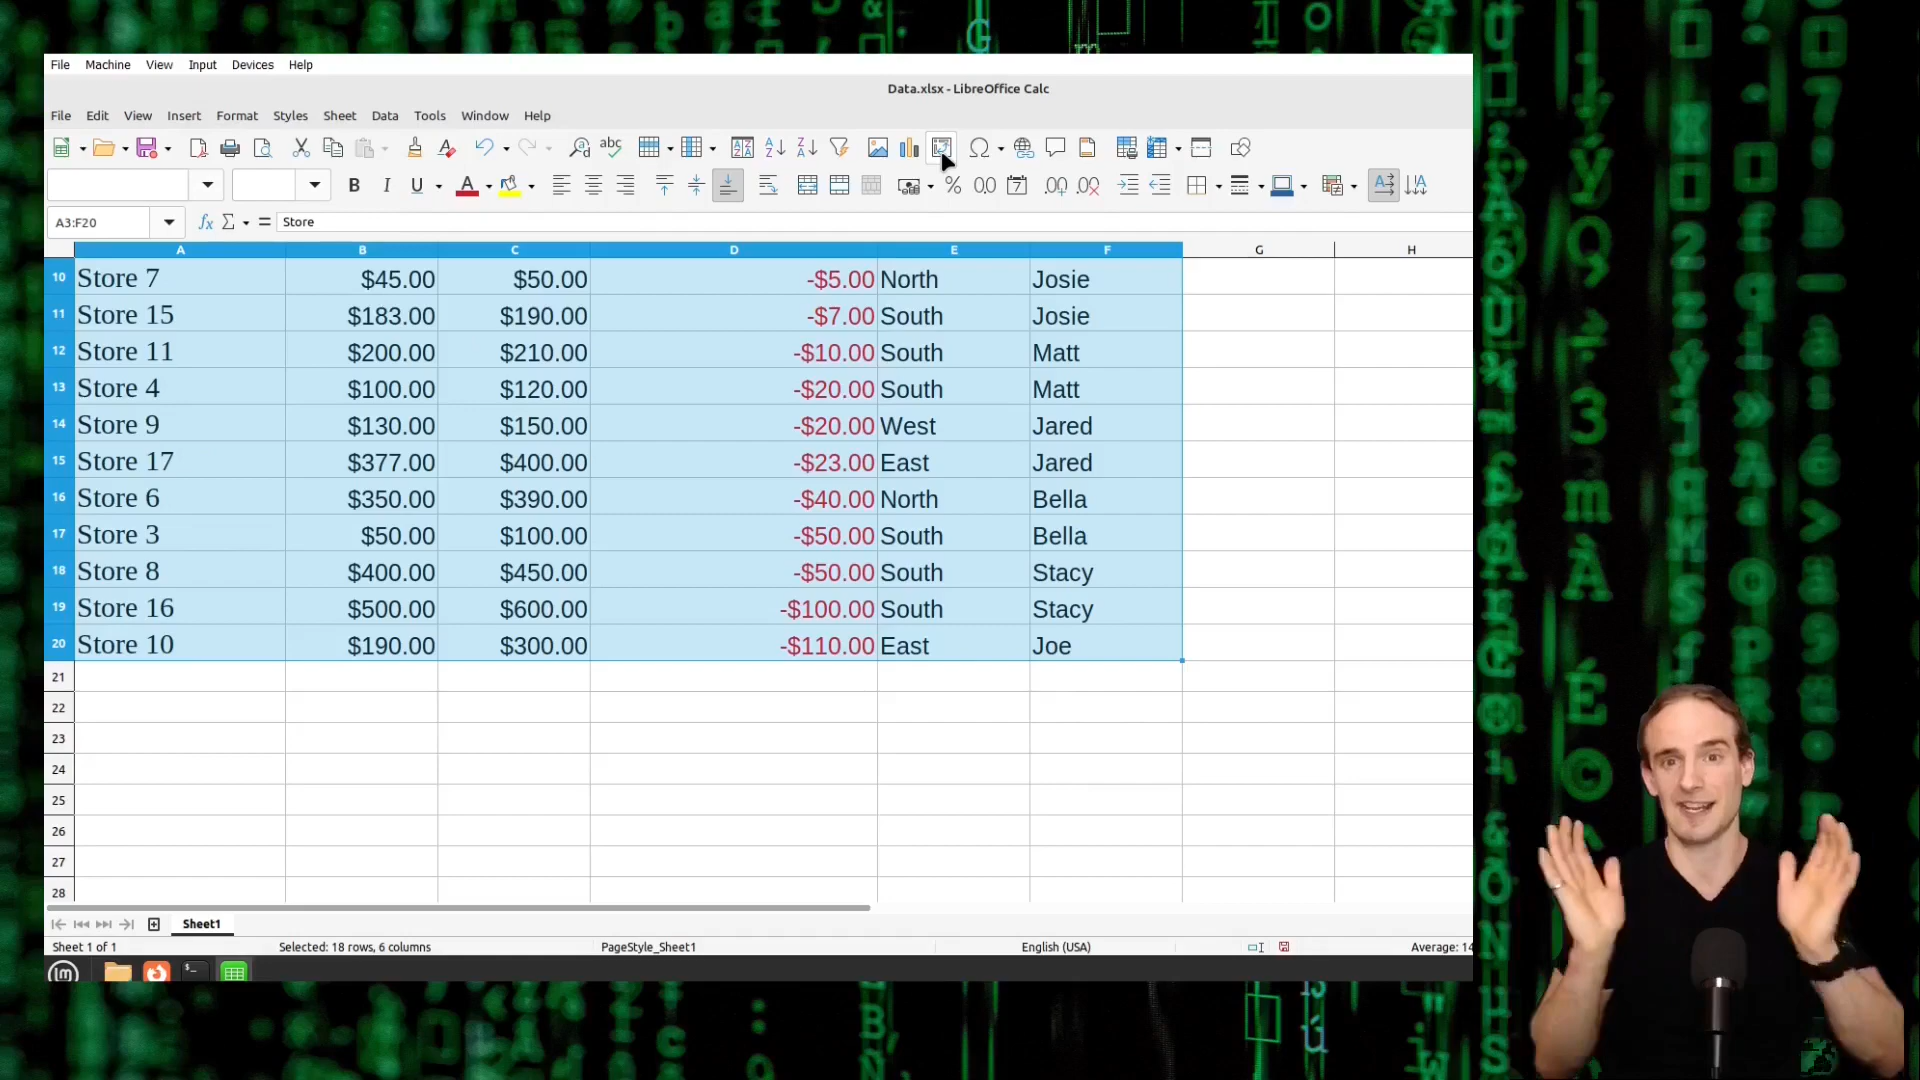 File Machine View Input Devices Help
Data.xlsx - LibreOffice Calc
File Edit View Insert Format Styles Sheet Data Tools Window Help
A3:F20 Store
A B C D E F G H
10 Store 7 $45.00 $50.00 -$5.00 North Josie
11 Store 15 $183.00 $190.00 -$7.00 South Josie
12 Store 11 $200.00 $210.00 -$10.00 South Matt
13 Store 4 $100.00 $120.00 -$20.00 South Matt
14 Store 9 $130.00 $150.00 -$20.00 West Jared
15 Store 17 $377.00 $400.00 -$23.00 East Jared
16 Store 6 $350.00 $390.00 -$40.00 North Bella
17 Store 3 $50.00 $100.00 -$50.00 South Bella
18 Store 8 $400.00 $450.00 -$50.00 South Stacy
19 Store 16 $500.00 $600.00 -$100.00 South Stacy
20 Store 10 $190.00 $300.00 -$110.00 East Joe
21
22
23
24
25
26
27
28
Sheet1
Sheet 1 of 1 Selected: 18 rows, 6 columns PageStyle_Sheet1 English (USA) Average: 14